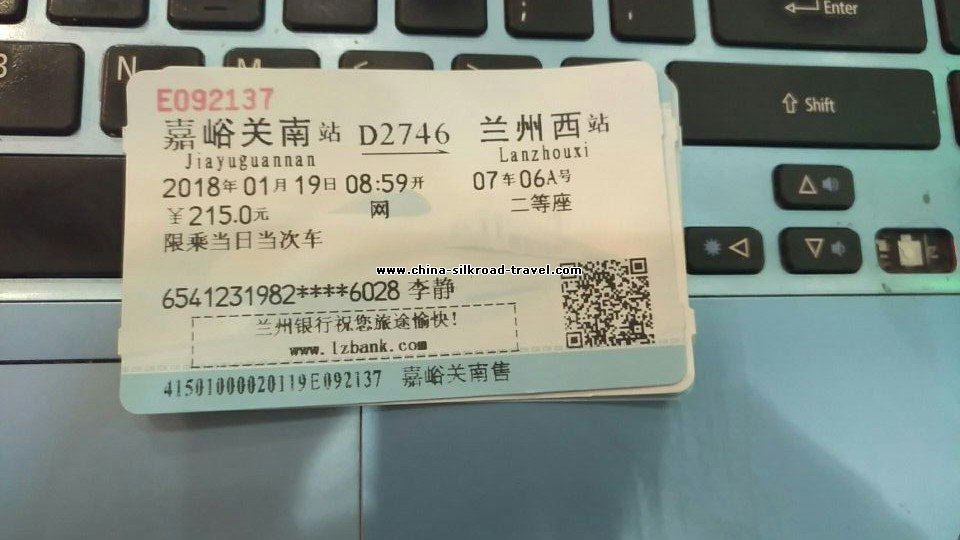 Enter
N
M
Shift
E092137
嘉峪关南站 D2746 兰州西站
Jiayuguannan Lanzhouxi
2018年01月19日08:59开 07车06A号
¥215.0元 网 二等座
限乘当日当次车
www.china-silkroad-travel.com
6541231982****6028 李静
兰州银行祝您旅途愉快!
www.lzbank.com
41501000020119E092137 嘉峪关南售